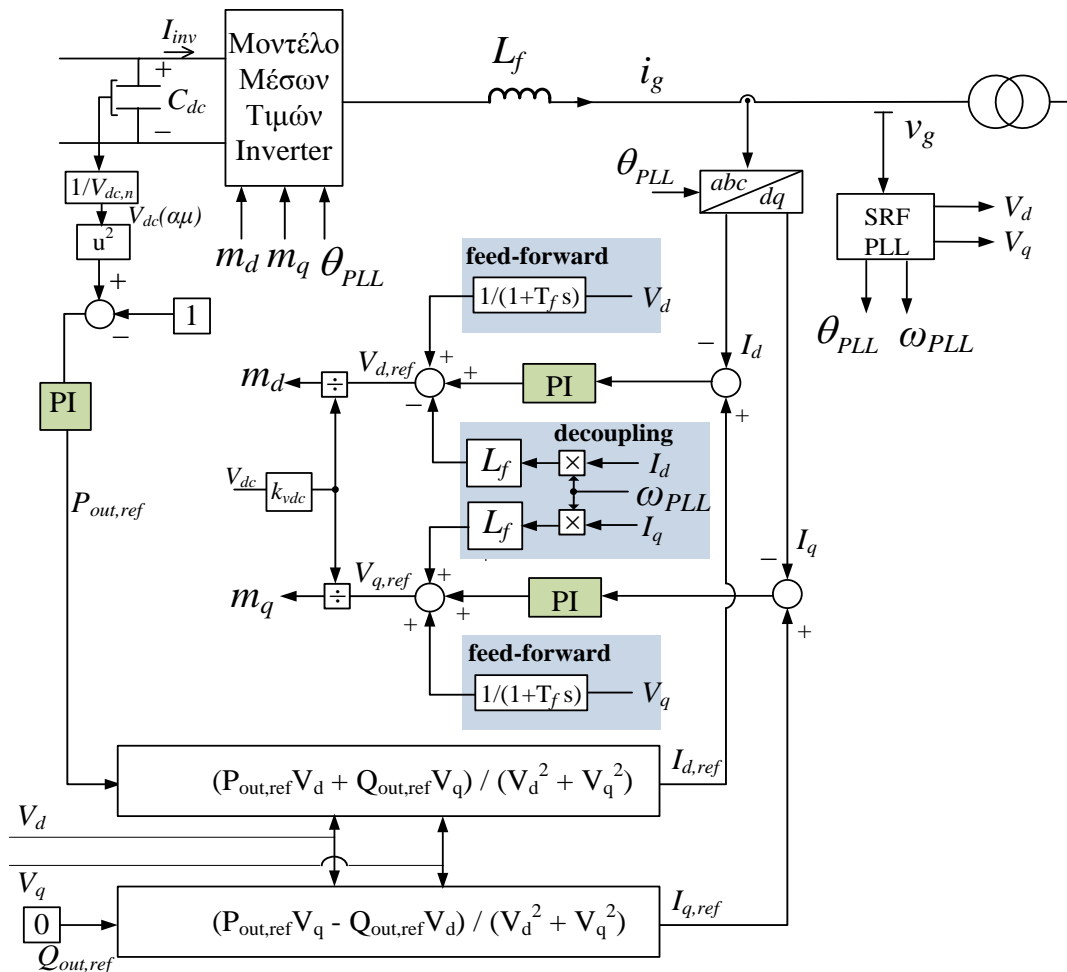 I_inv
+
C_dc
−
Μοντέλο
Μέσων
Τιμών
Inverter
L_f
i_g
v_g
1/V_dc,n
V_dc(αμ)
u²
+
−
1
m_d m_q θ_PLL
θ_PLL
abc
dq
SRF
PLL
V_d
V_q
θ_PLL ω_PLL
feed-forward
1/(1+T_f s)
V_d
− I_d
PI
m_d
÷
V_d,ref
+
+
−
PI
+
decoupling
L_f
×
I_d
ω_PLL
L_f
×
I_q
V_dc
k_vdc
P_out,ref
− I_q
m_q
÷
V_q,ref
+
+
+
PI
+
feed-forward
1/(1+T_f s)
V_q
(P_out,ref V_d + Q_out,ref V_q) / (V_d² + V_q²)
I_d,ref
V_d
V_q
0
Q_out,ref
(P_out,ref V_q - Q_out,ref V_d) / (V_d² + V_q²)
I_q,ref